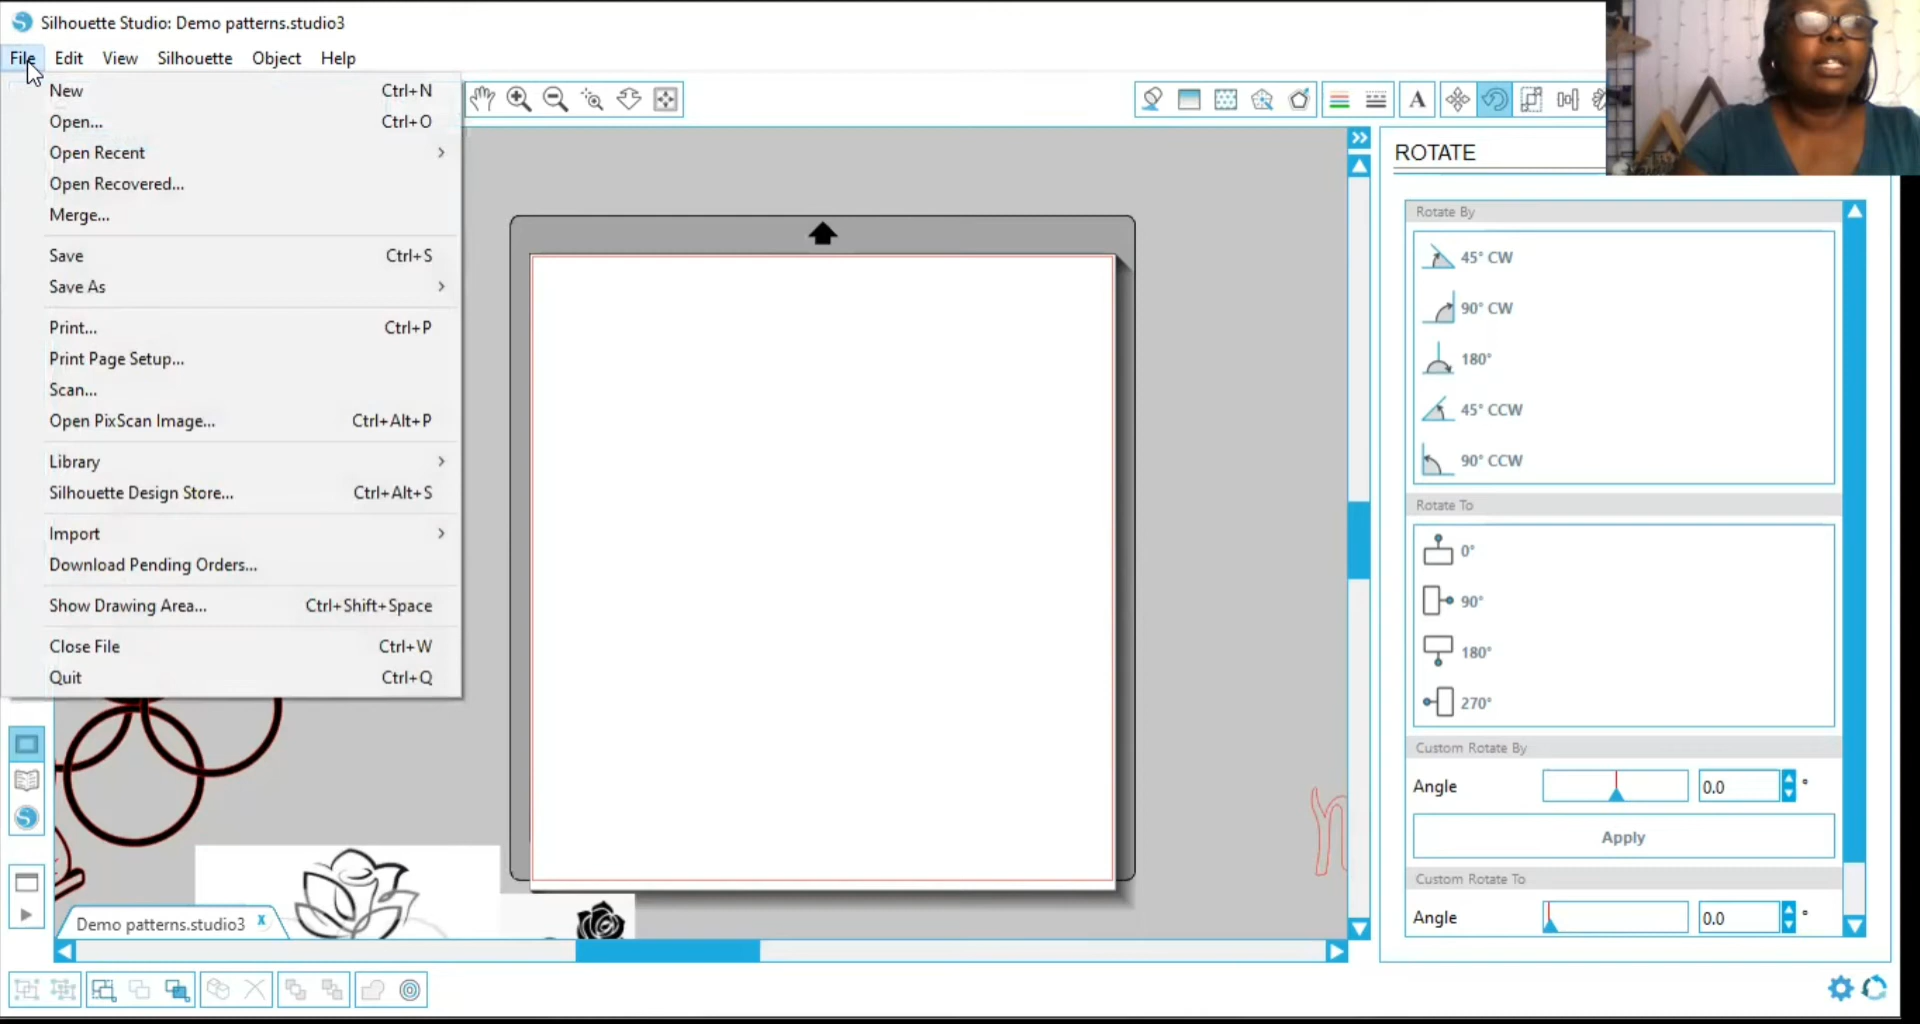 Silhouette Studio: Demo patterns.studio3
File Edit View Silhouette Object Help
New Ctrl+N
Open... Ctrl+O
Open Recent
Open Recovered...
Merge...
Save Ctrl+S
Save As
Print... Ctrl+P
Print Page Setup...
Scan...
Open PixScan Image... Ctrl+Alt+P
Library
Silhouette Design Store... Ctrl+Alt+S
Import
Download Pending Orders...
Show Drawing Area... Ctrl+Shift+Space
Close File Ctrl+W
Quit Ctrl+Q
Demo patterns.studio3 x
A
ROTATE
Rotate By
45° CW
90° CW
180°
45° CCW
90° CCW
Rotate To
0°
90°
180°
270°
Custom Rotate By
Angle 0.0 °
Apply
Custom Rotate To
Angle 0.0 °